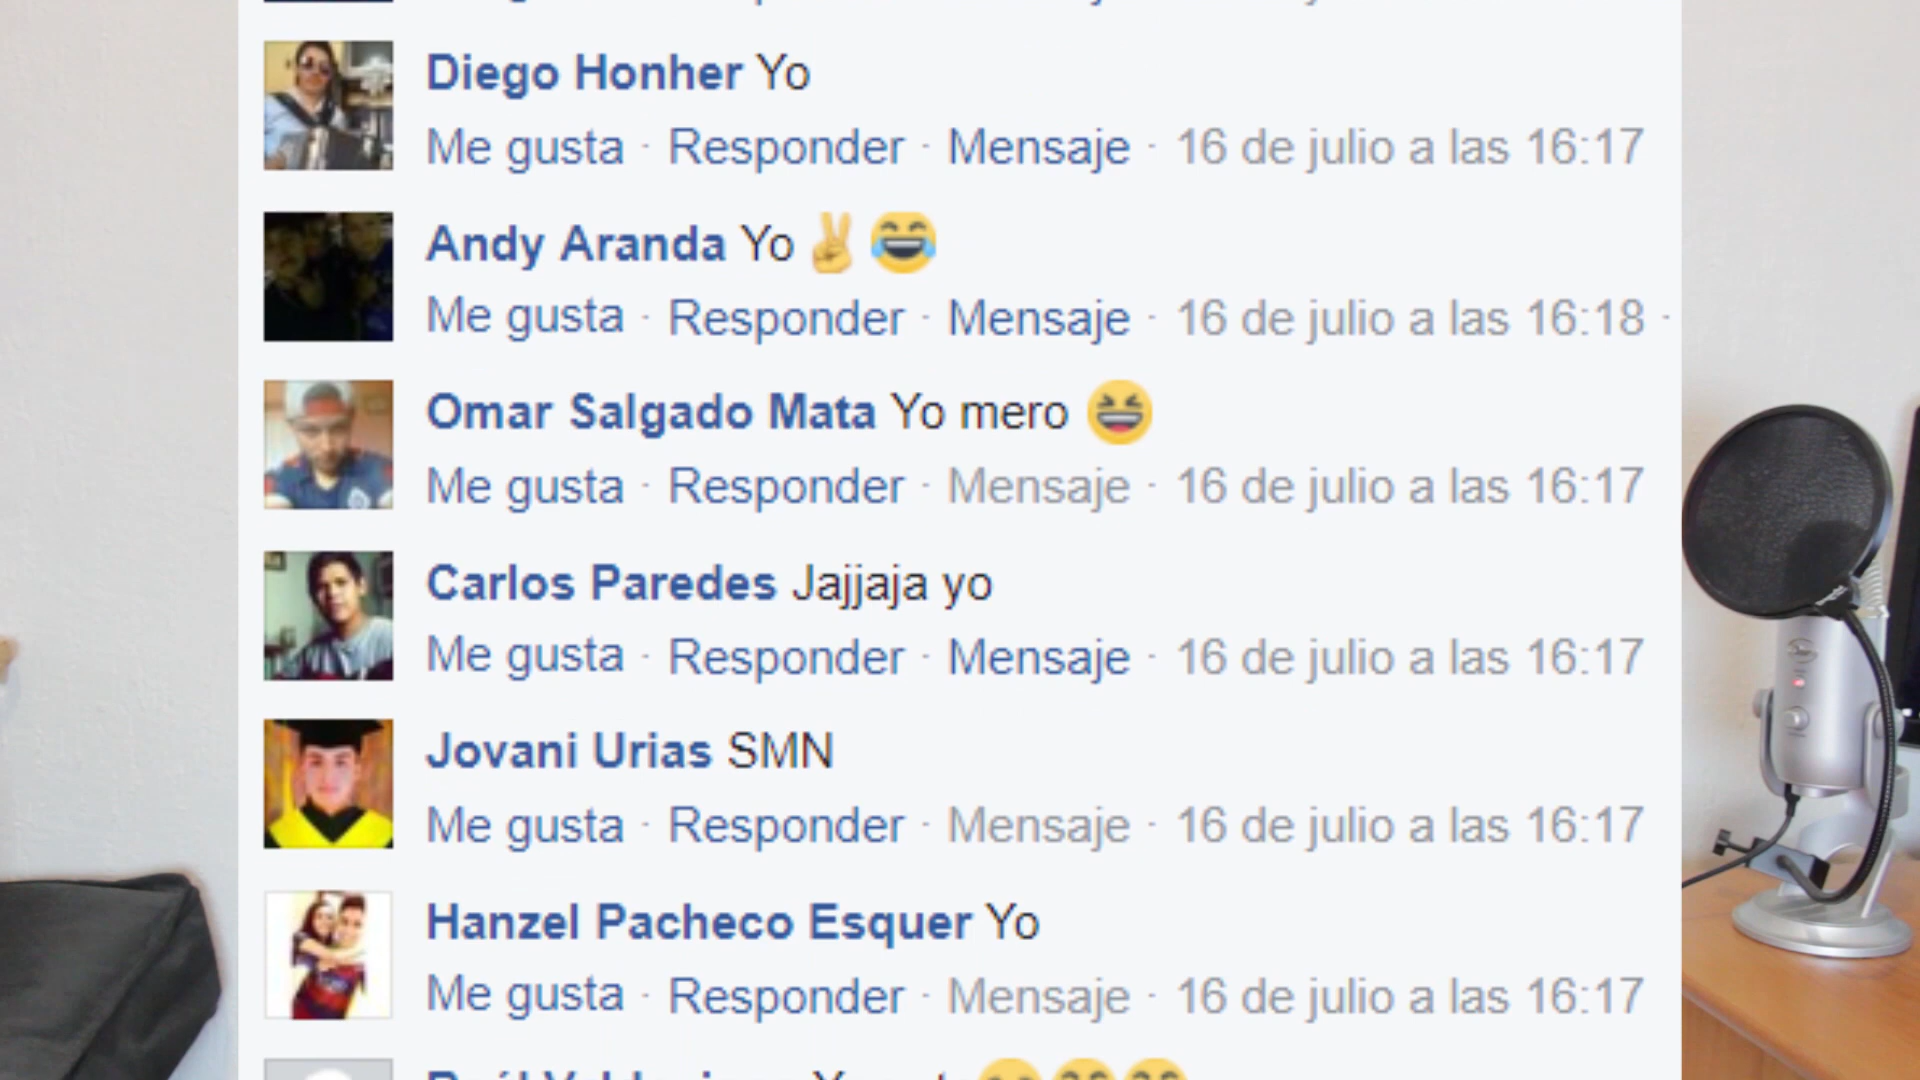 Diego Honher Yo
Me gusta · Responder · Mensaje · 16 de julio a las 16:17
Andy Aranda Yo✌😂
Me gusta · Responder · Mensaje · 16 de julio a las 16:18 ·
Omar Salgado Mata Yo mero 😆
Me gusta · Responder · Mensaje · 16 de julio a las 16:17
Carlos Paredes Jajjaja yo
Me gusta · Responder · Mensaje · 16 de julio a las 16:17
Jovani Urias SMN
Me gusta · Responder · Mensaje · 16 de julio a las 16:17
Hanzel Pacheco Esquer Yo
Me gusta · Responder · Mensaje · 16 de julio a las 16:17